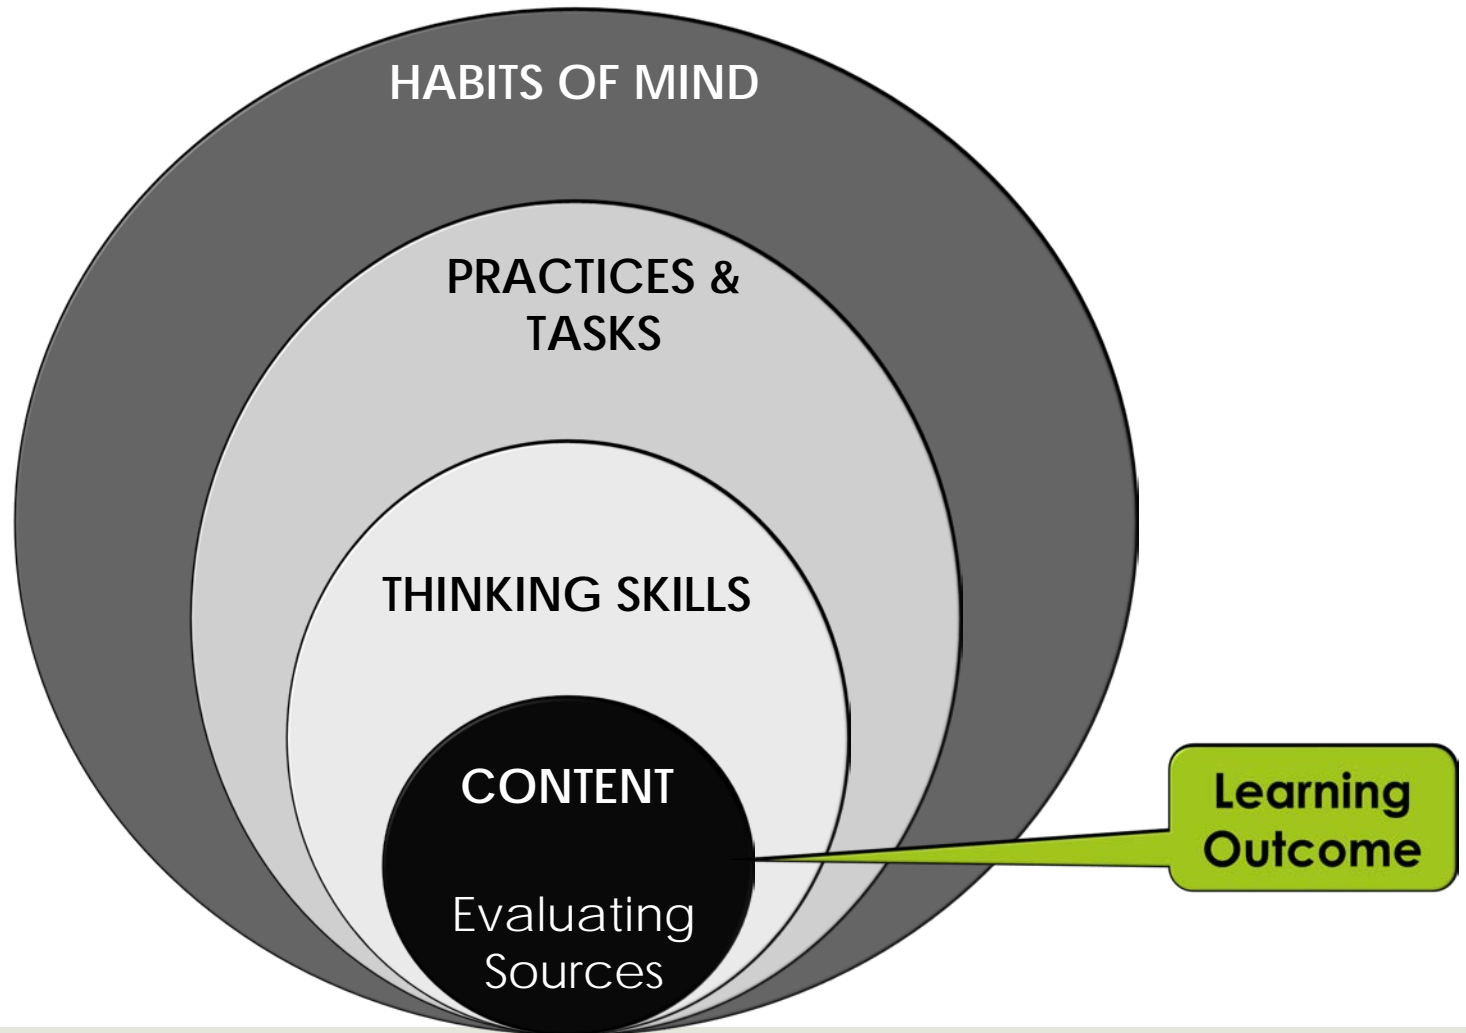 HABITS OF MIND
PRACTICES &
TASKS
THINKING SKILLS
CONTENT
Evaluating
Sources
Learning
Outcome